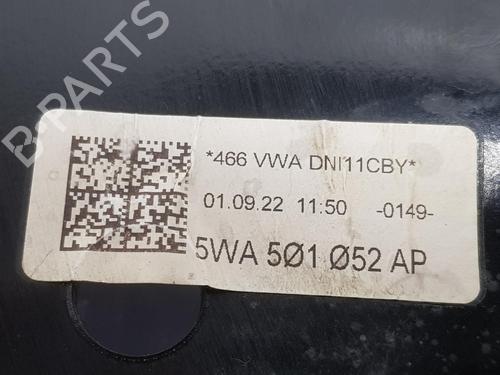 *466 VWA DNI11CBY*
01.09.22 11:50 -0149-
5WA 5Ø1 Ø52 AP
B-PARTS